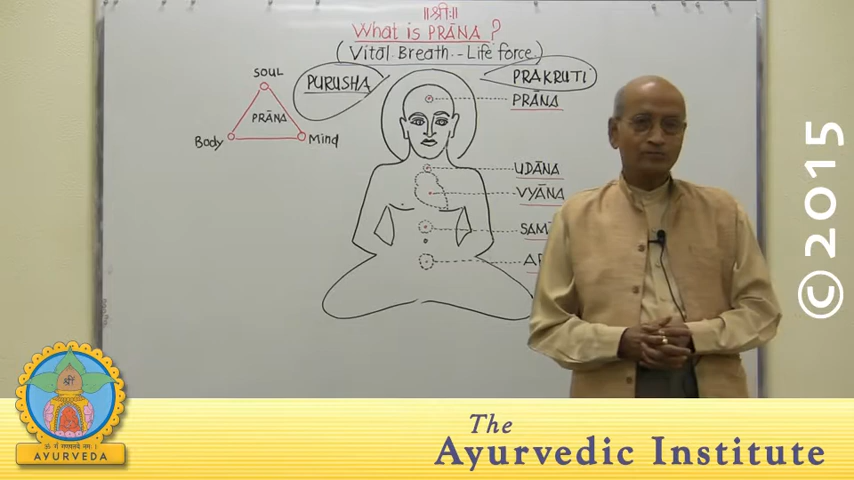 ॥श्रीः॥
What is PRĀNA ?
(Vital Breath - Life force)
PURUSHA
PRAKRUTI
SOUL
PRĀNA
Body
Mind
PRĀNA
UDĀNA
VYĀNA
©2015
श्रीं
AYURVEDA
The
Ayurvedic Institute